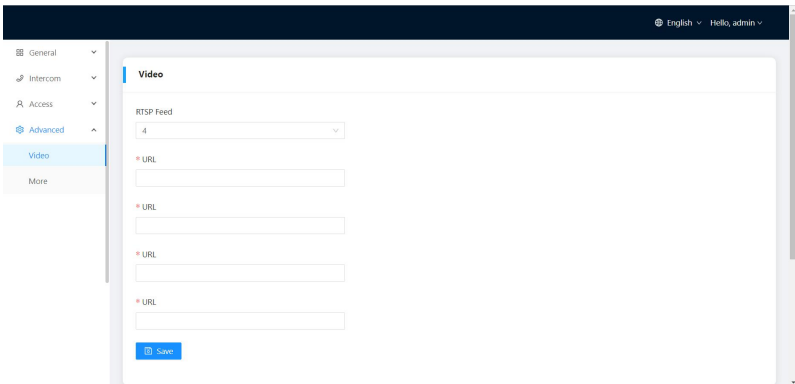 English Hello, admin
General
Intercom
Access
Advanced
Video
More
Video
RTSP Feed
4
* URL
* URL
* URL
* URL
Save